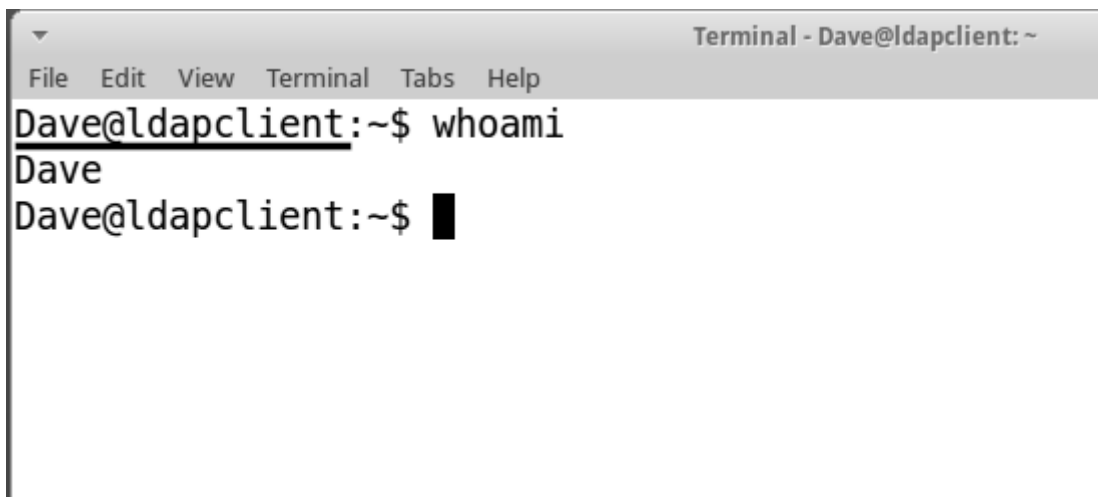 Terminal - Dave@ldapclient: ~
File Edit View Terminal Tabs Help
Dave@ldapclient:~$ whoami
Dave
Dave@ldapclient:~$